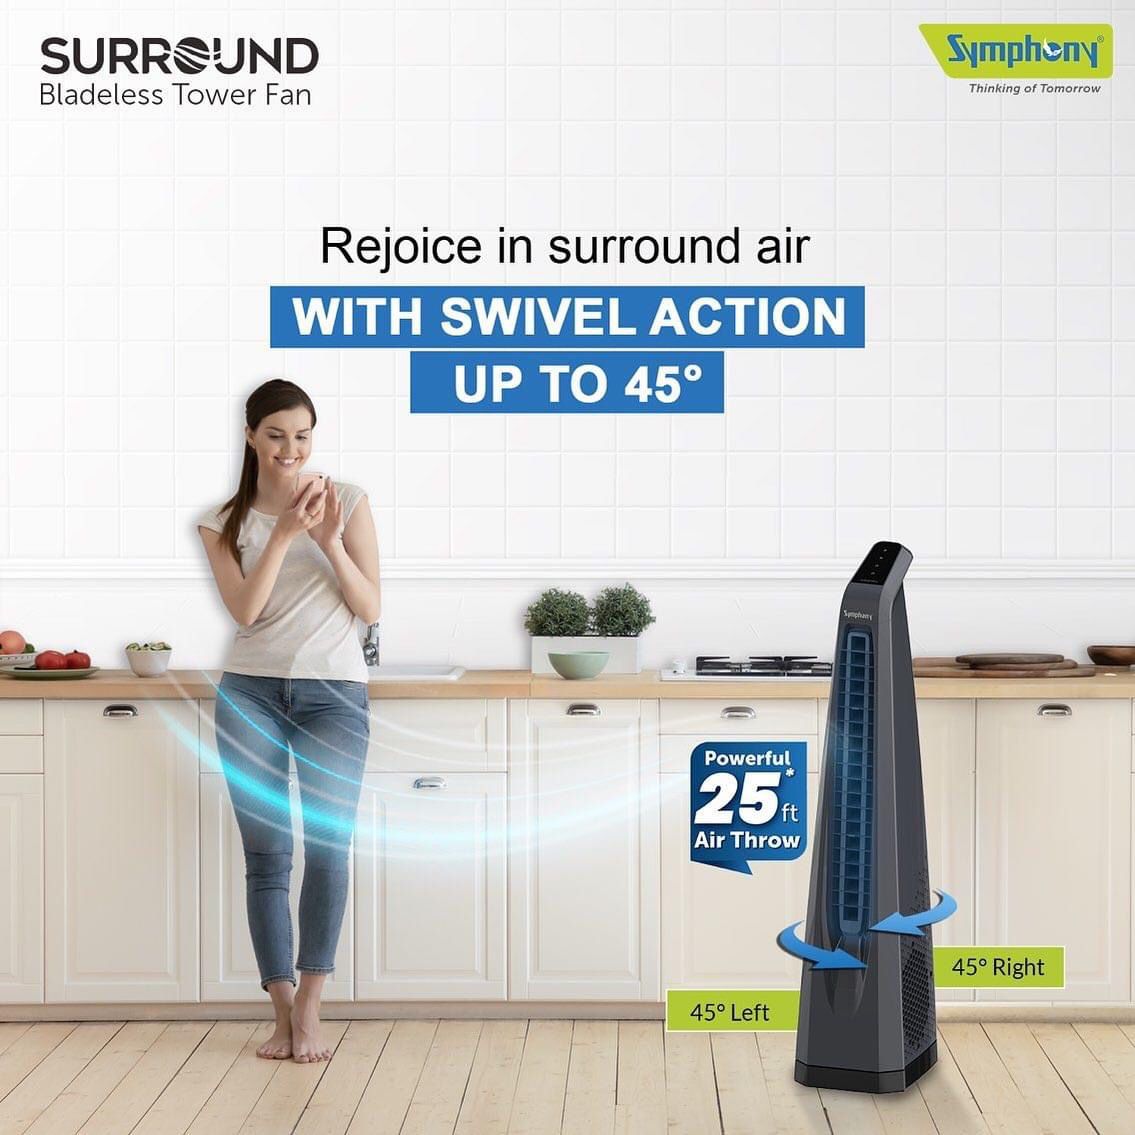 SURROUND
Bladeless Tower Fan
Symphony®
Thinking of Tomorrow
Rejoice in surround air
WITH SWIVEL ACTION
UP TO 45°
Symphony
Powerful
25*ft
Air Throw
45° Right
45° Left